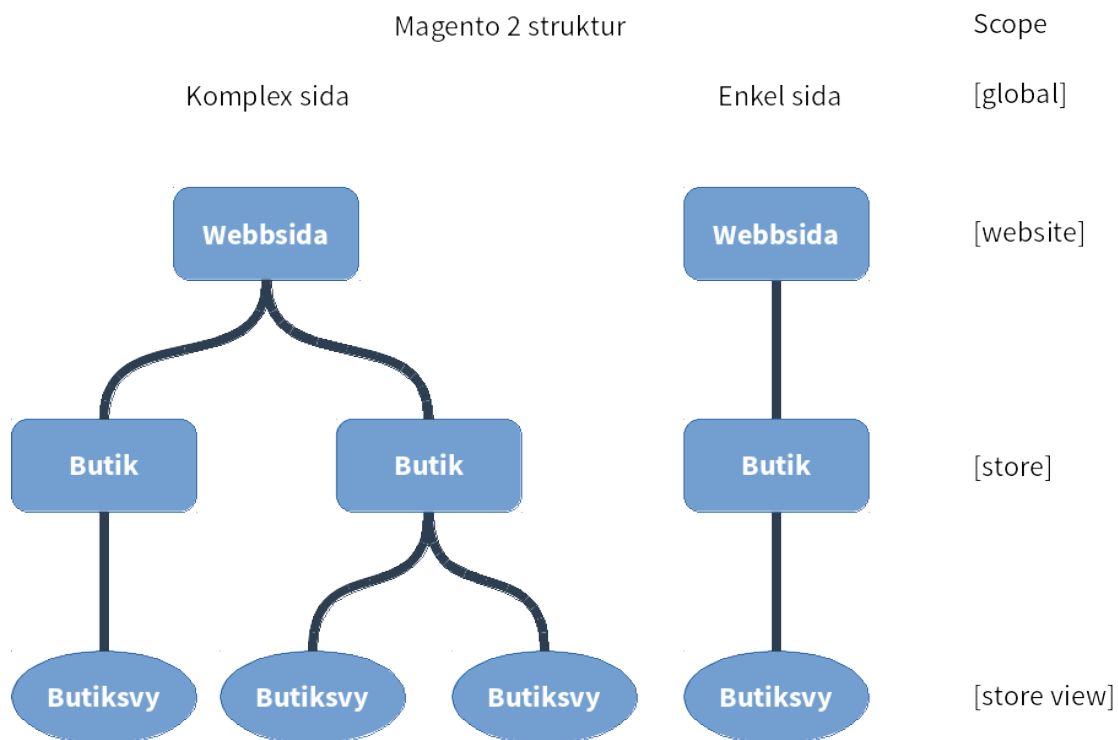 Magento 2 struktur Scope
Komplex sida Enkel sida [global]
Webbsida Webbsida [website]
Butik Butik Butik [store]
Butiksvy Butiksvy Butiksvy Butiksvy [store view]